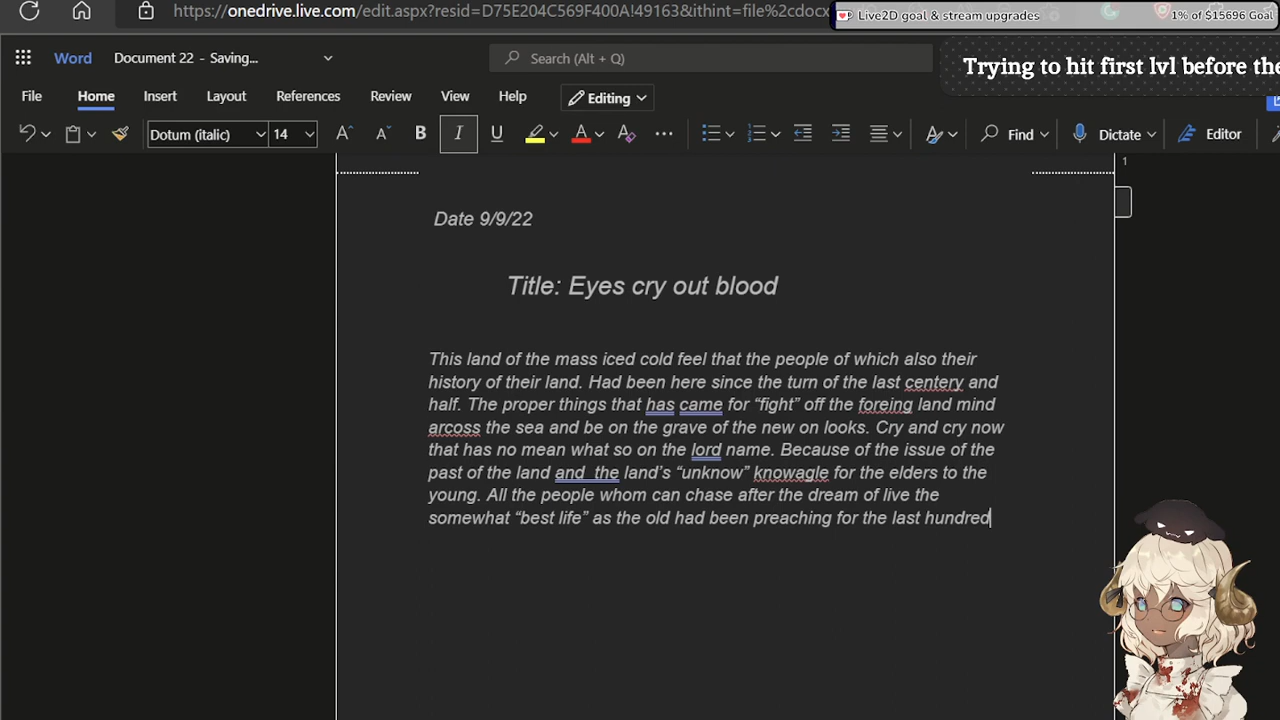 https://onedrive.live.com/edit.aspx?resid=D75E204C569F400A!49163&ithint=file%2cdocx
Live2D goal & stream upgrades
1% of $15696 Goal
Word
Document 22 - Saving...
Search (Alt + Q)
Trying to hit first lvl before the
File
Home
Insert
Layout
References
Review
View
Help
Editing
Dotum (italic)
14
Find
Dictate
Editor
1
Date 9/9/22
Title: Eyes cry out blood
This land of the mass iced cold feel that the people of which also their
history of their land. Had been here since the turn of the last centery and
half. The proper things that has came for “fight” off the foreing land mind
arcoss the sea and be on the grave of the new on looks. Cry and cry now
that has no mean what so on the lord name. Because of the issue of the
past of the land and  the land’s “unknow” knowagle for the elders to the
young. All the people whom can chase after the dream of live the
somewhat “best life” as the old had been preaching for the last hundred